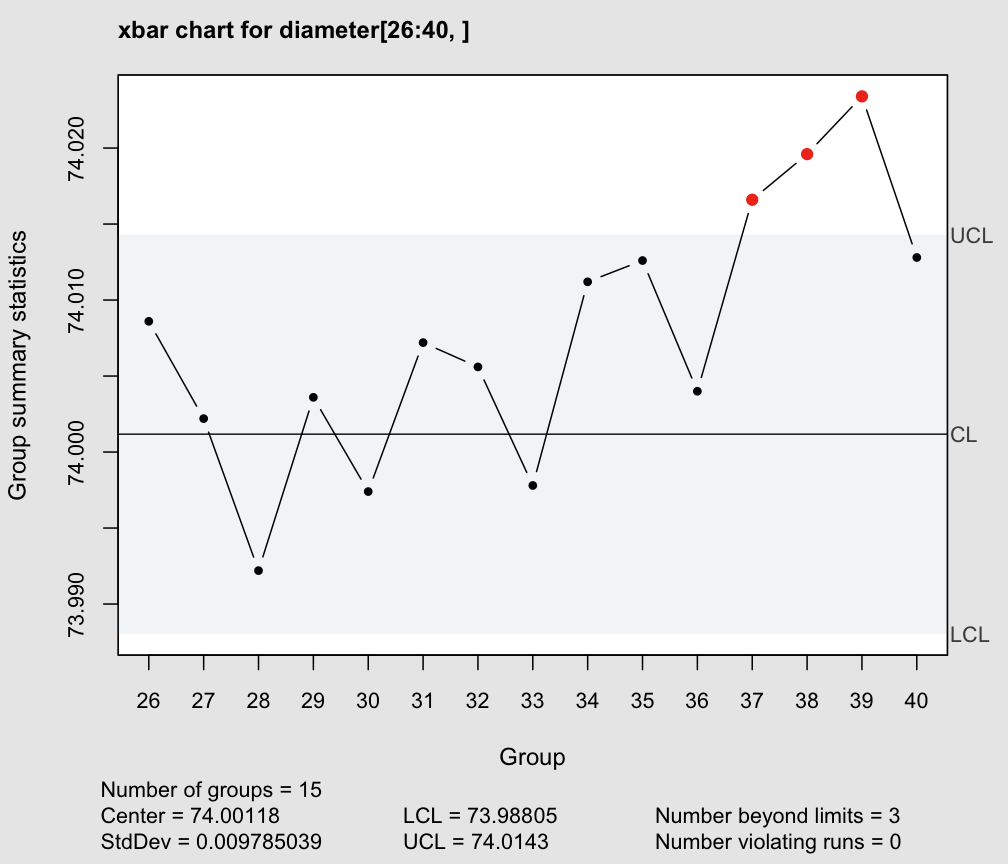 xbar chart for diameter[26:40, ]
Group summary statistics
74.020
74.010
74.000
73.990
UCL
CL
LCL
26 27 28 29 30 31 32 33 34 35 36 37 38 39 40
Group
Number of groups = 15
Center = 74.00118 LCL = 73.98805 Number beyond limits = 3
StdDev = 0.009785039 UCL = 74.0143 Number violating runs = 0